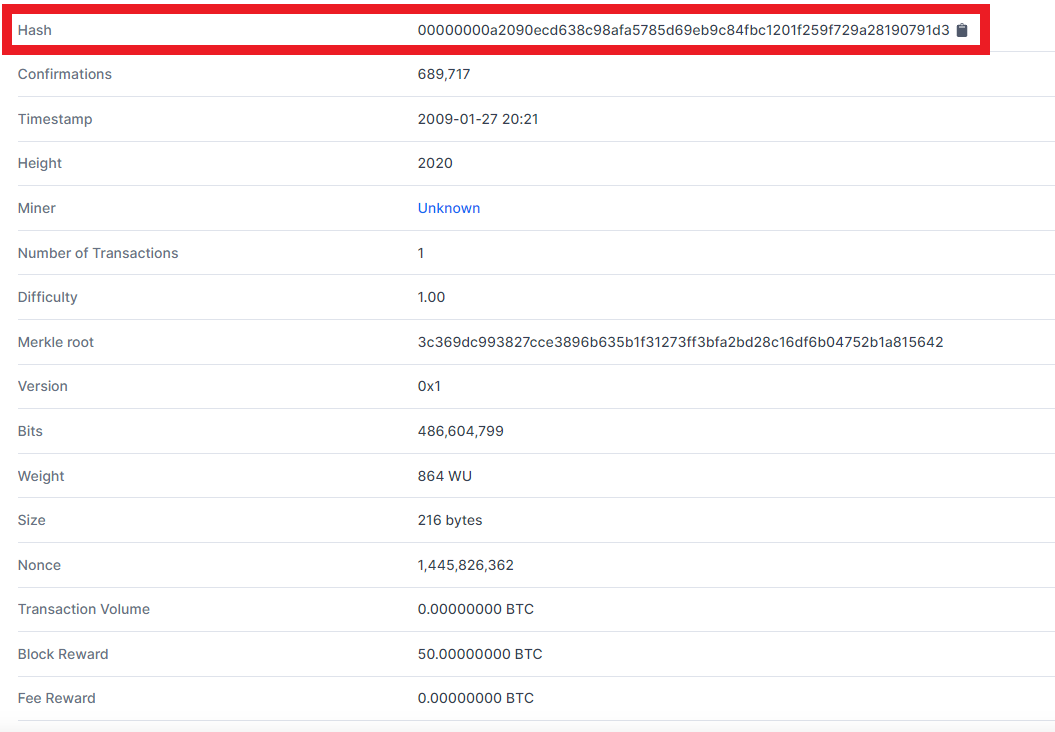 Hash 00000000a2090ecd638c98afa5785d69eb9c84fbc1201f259f729a28190791d3
Confirmations 689,717
Timestamp 2009-01-27 20:21
Height 2020
Miner Unknown
Number of Transactions 1
Difficulty 1.00
Merkle root 3c369dc993827cce3896b635b1f31273ff3bfa2bd28c16df6b04752b1a815642
Version 0x1
Bits 486,604,799
Weight 864 WU
Size 216 bytes
Nonce 1,445,826,362
Transaction Volume 0.00000000 BTC
Block Reward 50.00000000 BTC
Fee Reward 0.00000000 BTC